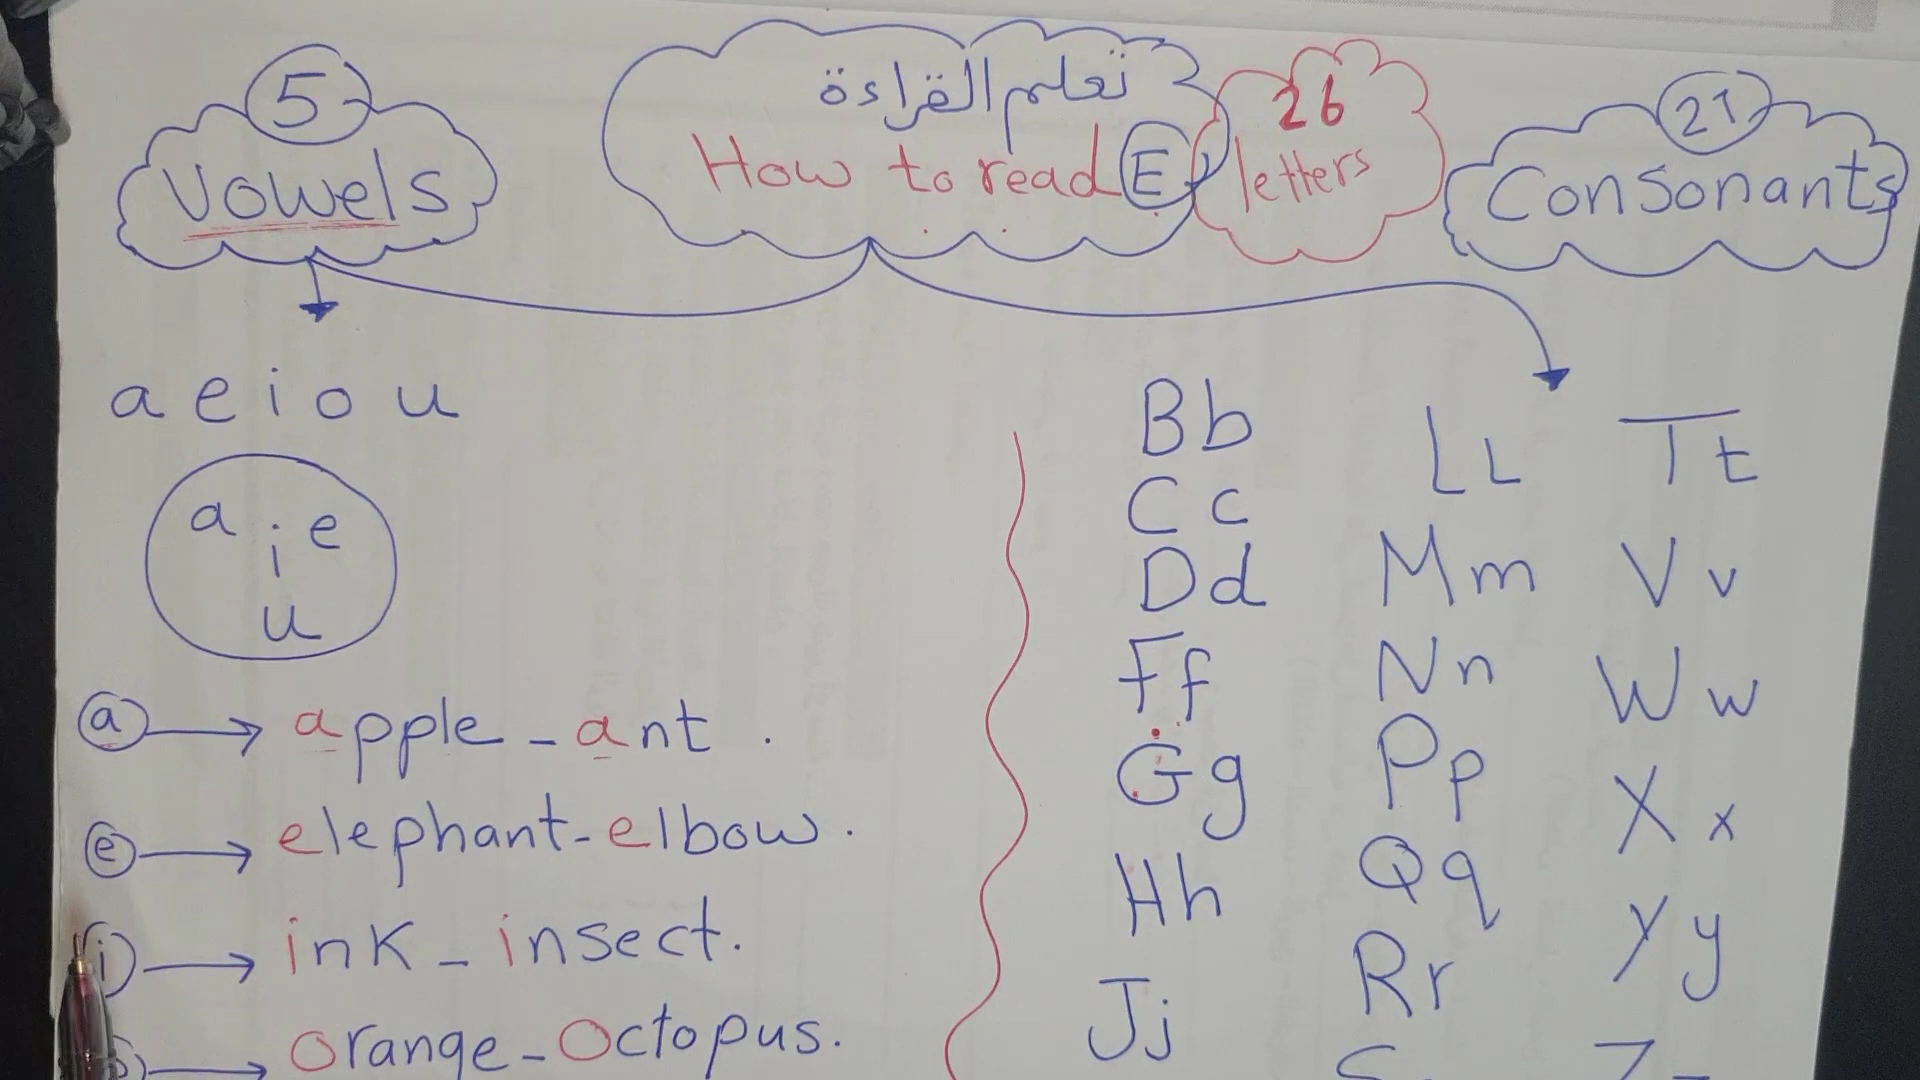 5
Vowels
تعلم القراءة
How to read E
26
letters
21
Consonants
a e i o u
a i e
u
a → apple - ant .
e → elephant - elbow .
i → ink - insect .
→ orange - octopus .
Bb
Cc
Dd
Ff
Gg
Hh
Jj
LL
Mm
Nn
Pp
Qq
Rr
Tt
Vv
Ww
Xx
Yy